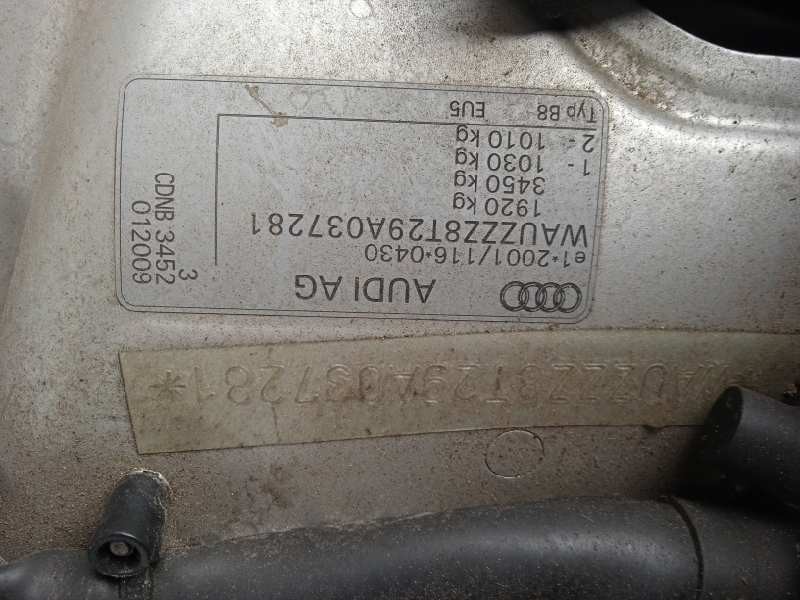 AUDI AG
e1*2001/116*0430
WAUZZZ8T29A037281
1920 kg
3450 kg
1- 1030 kg
2- 1010 kg
Typ B8 EU5
3
CDNB 3452
012009
WAUZZZ8T29A037281*